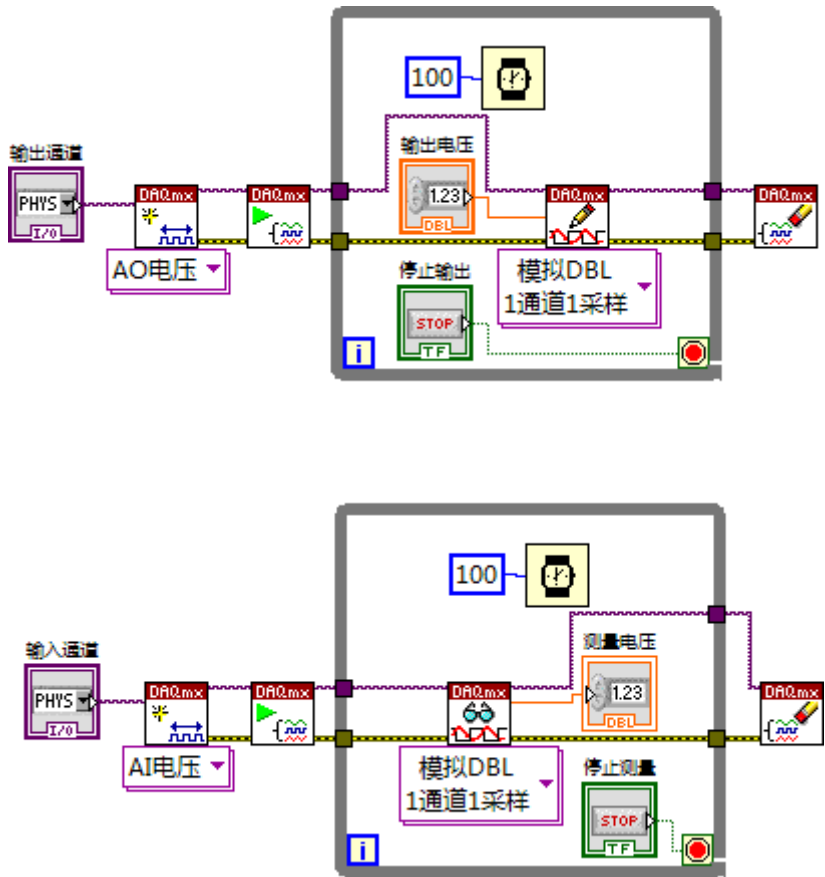 100
输出通道
输出电压
DAQmx
DAQmx
DAQmx
DAQmx
PHYS
1.23
I/O
DBL
AO电压
停止输出
模拟DBL
1通道1采样
STOP
TF
i
100
输入通道
测量电压
DAQmx
DAQmx
DAQmx
DAQmx
PHYS
1.23
I/O
DBL
AI电压
模拟DBL
1通道1采样
停止测量
STOP
TF
i